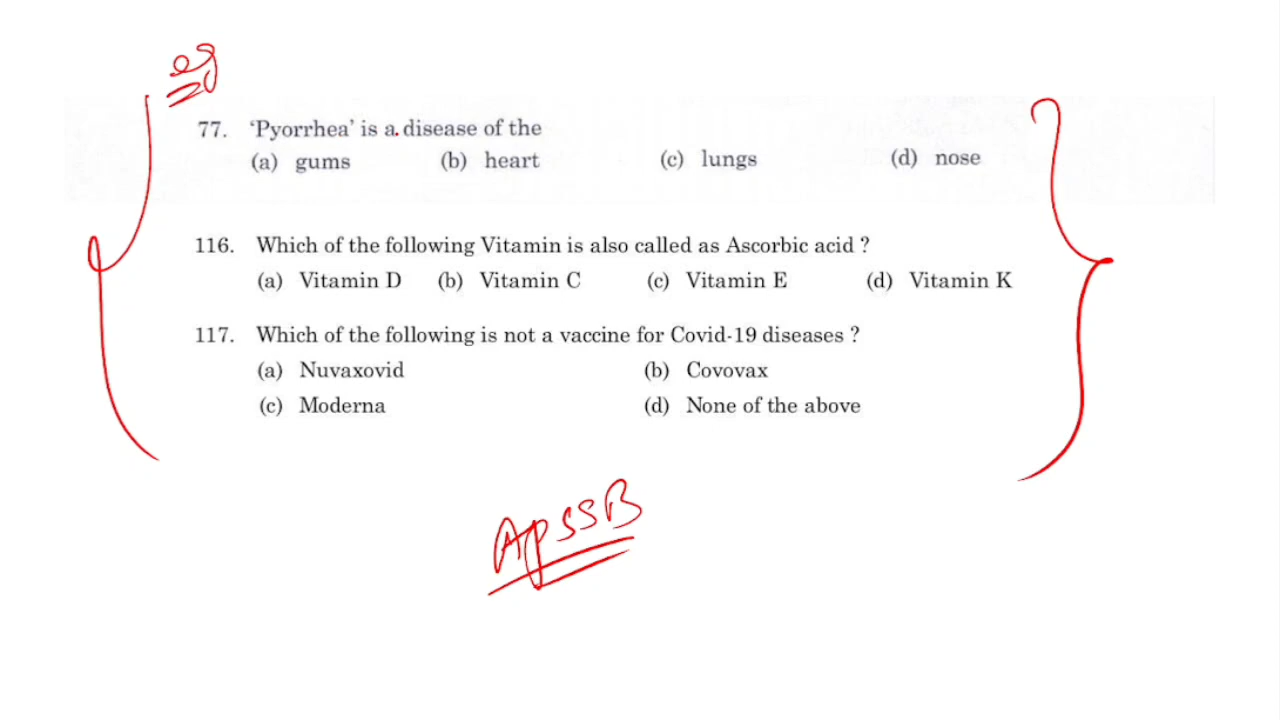 77. ‘Pyorrhea’ is a disease of the
(a) gums (b) heart (c) lungs (d) nose
116. Which of the following Vitamin is also called as Ascorbic acid ?
(a) Vitamin D (b) Vitamin C (c) Vitamin E (d) Vitamin K
117. Which of the following is not a vaccine for Covid-19 diseases ?
(a) Nuvaxovid (b) Covovax
(c) Moderna (d) None of the above
APSSB